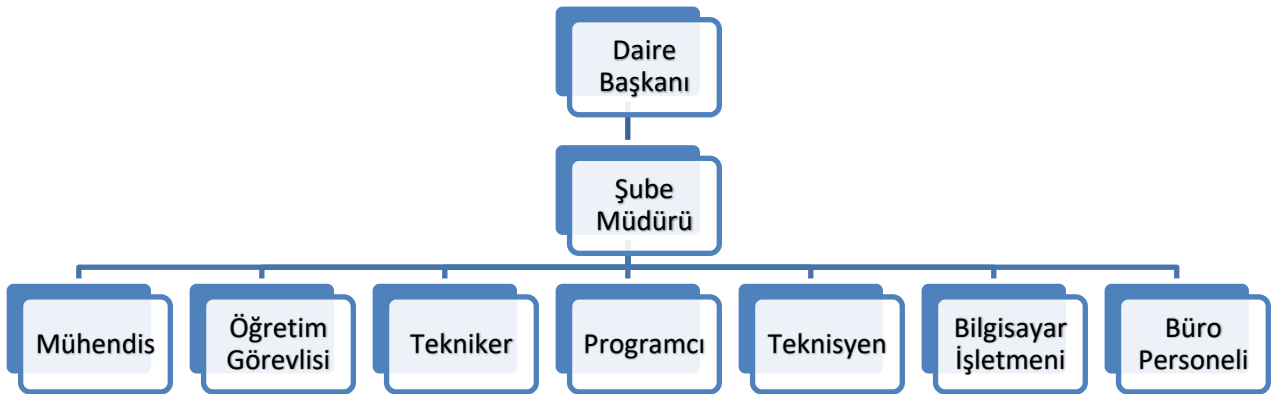 Daire
Başkanı
Şube
Müdürü
Mühendis
Öğretim
Görevlisi
Tekniker
Programcı
Teknisyen
Bilgisayar
İşletmeni
Büro
Personeli